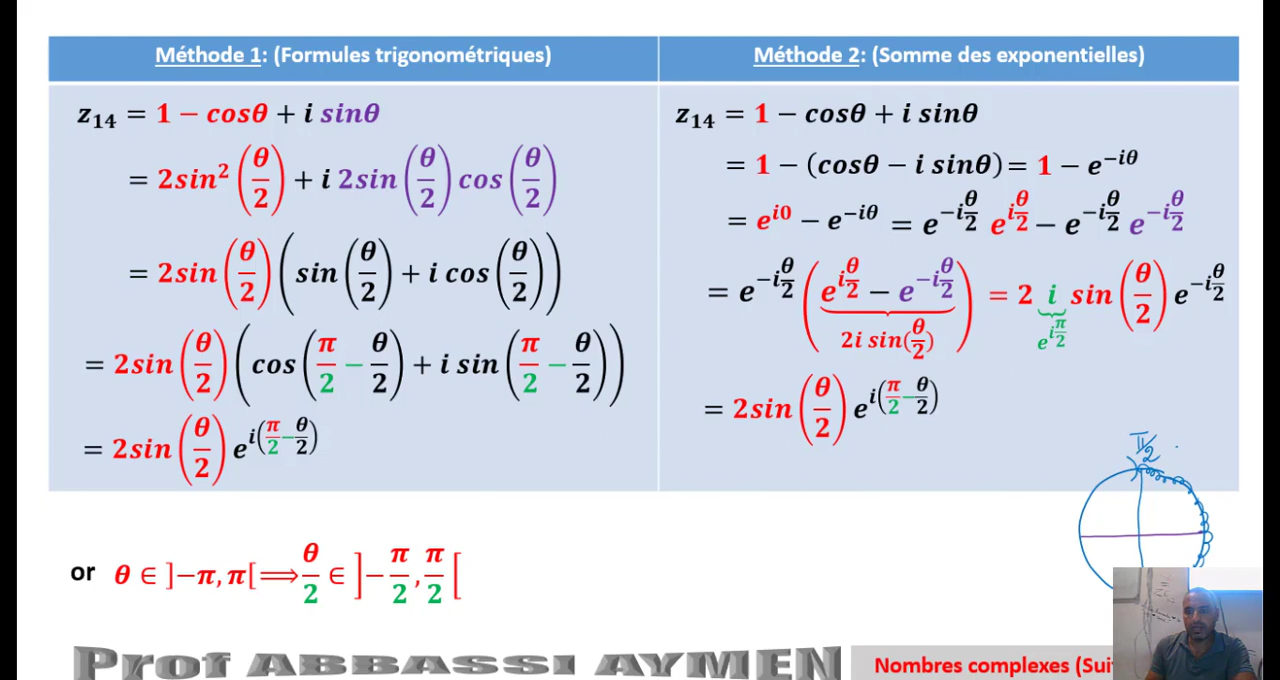 Méthode 1: (Formules trigonométriques)
z₁₄ = 1 − cosθ + i sinθ
= 2sin²(θ/2) + i 2sin(θ/2) cos(θ/2)
= 2sin(θ/2) (sin(θ/2) + i cos(θ/2))
= 2sin(θ/2) (cos(π/2 − θ/2) + i sin(π/2 − θ/2))
= 2sin(θ/2) e^{i(π/2−θ/2)}
Méthode 2: (Somme des exponentielles)
z₁₄ = 1 − cosθ + i sinθ
= 1 − (cosθ − i sinθ) = 1 − e^{−iθ}
= e^{i0} − e^{−iθ} = e^{−iθ/2} e^{iθ/2} − e^{−iθ/2} e^{−iθ/2}
= e^{−iθ/2} (e^{iθ/2} − e^{−iθ/2}) = 2 i sin(θ/2) e^{−iθ/2}
2i sin(θ/2) e^{iπ/2}
= 2sin(θ/2) e^{i(π/2−θ/2)}
π/2
or θ ∈ ]−π, π[ ⟹ θ/2 ∈ ]−π/2, π/2[
Prof ABBASSI AYMEN
Nombres complexes (Sui